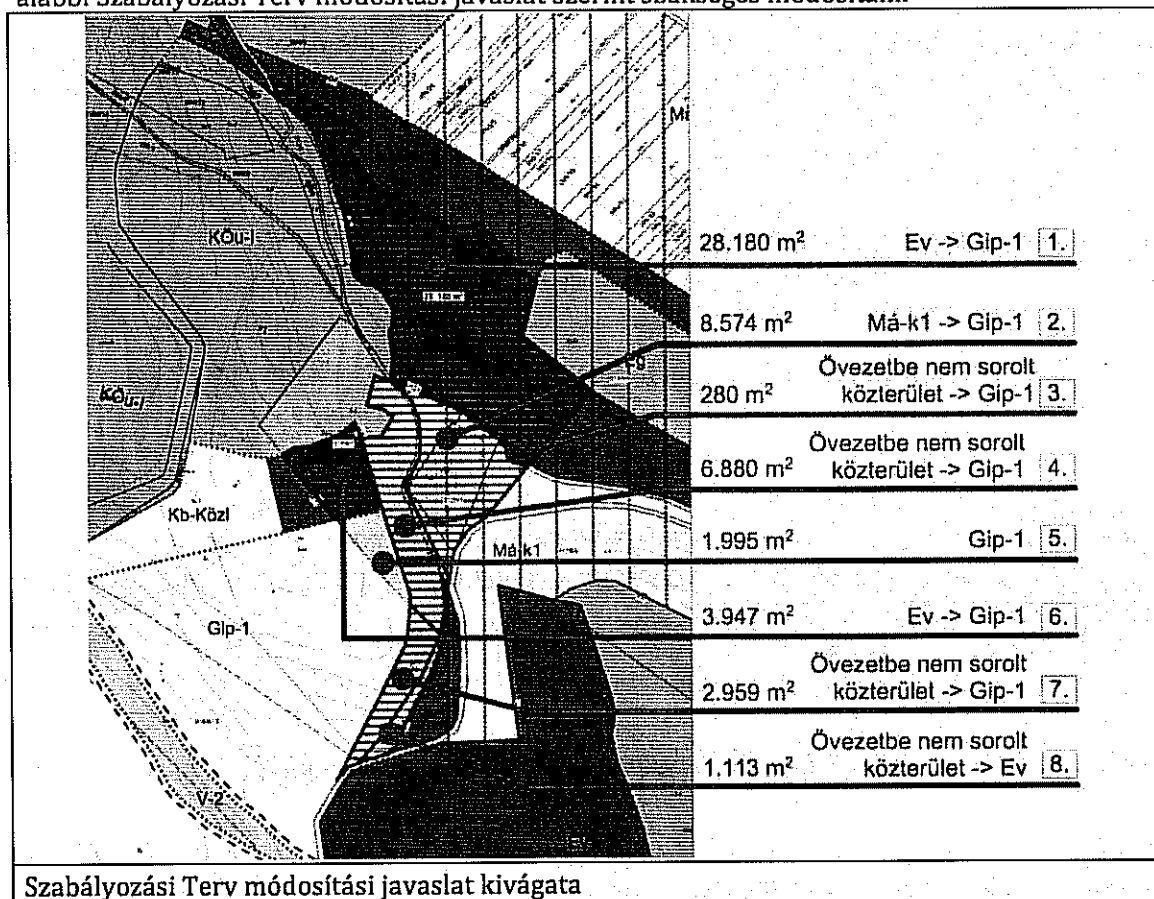 alábbi Szabályozási Terv módosítási javaslat szerint szükséges módosítani.
Má
KÖu-l
28.180 m² Ev -> Gip-1 1.
28.180 m²
8.574 m² Má-k1 -> Gip-1 2.
Övezetbe nem sorolt
280 m² közterület -> Gip-1 3.
KÖu-l
Övezetbe nem sorolt
6.880 m² közterület -> Gip-1 4.
Kb-Közl
Má-k1
1.995 m² Gip-1 5.
Gip-1
3.947 m² Ev -> Gip-1 6.
Övezetbe nem sorolt
2.959 m² közterület -> Gip-1 7.
Övezetbe nem sorolt
1.113 m² közterület -> Ev 8.
V-2
Szabályozási Terv módosítási javaslat kivágata